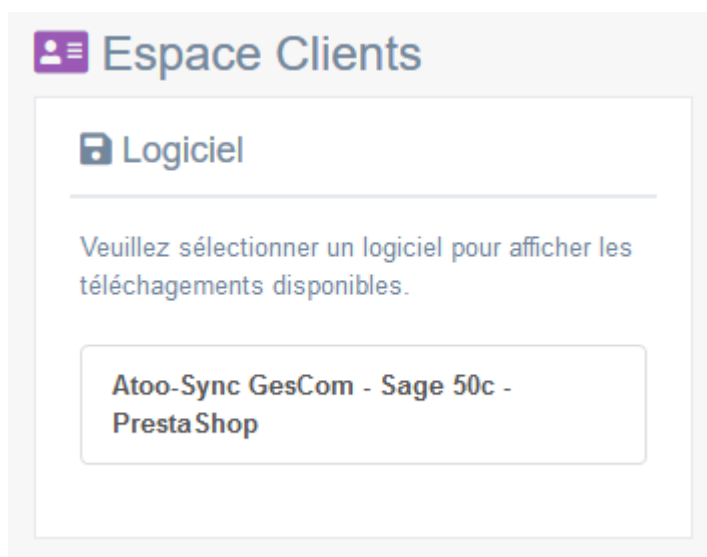 Espace Clients
Logiciel
Veuillez sélectionner un logiciel pour afficher les
téléchagements disponibles.
Atoo-Sync GesCom - Sage 50c -
PrestaShop